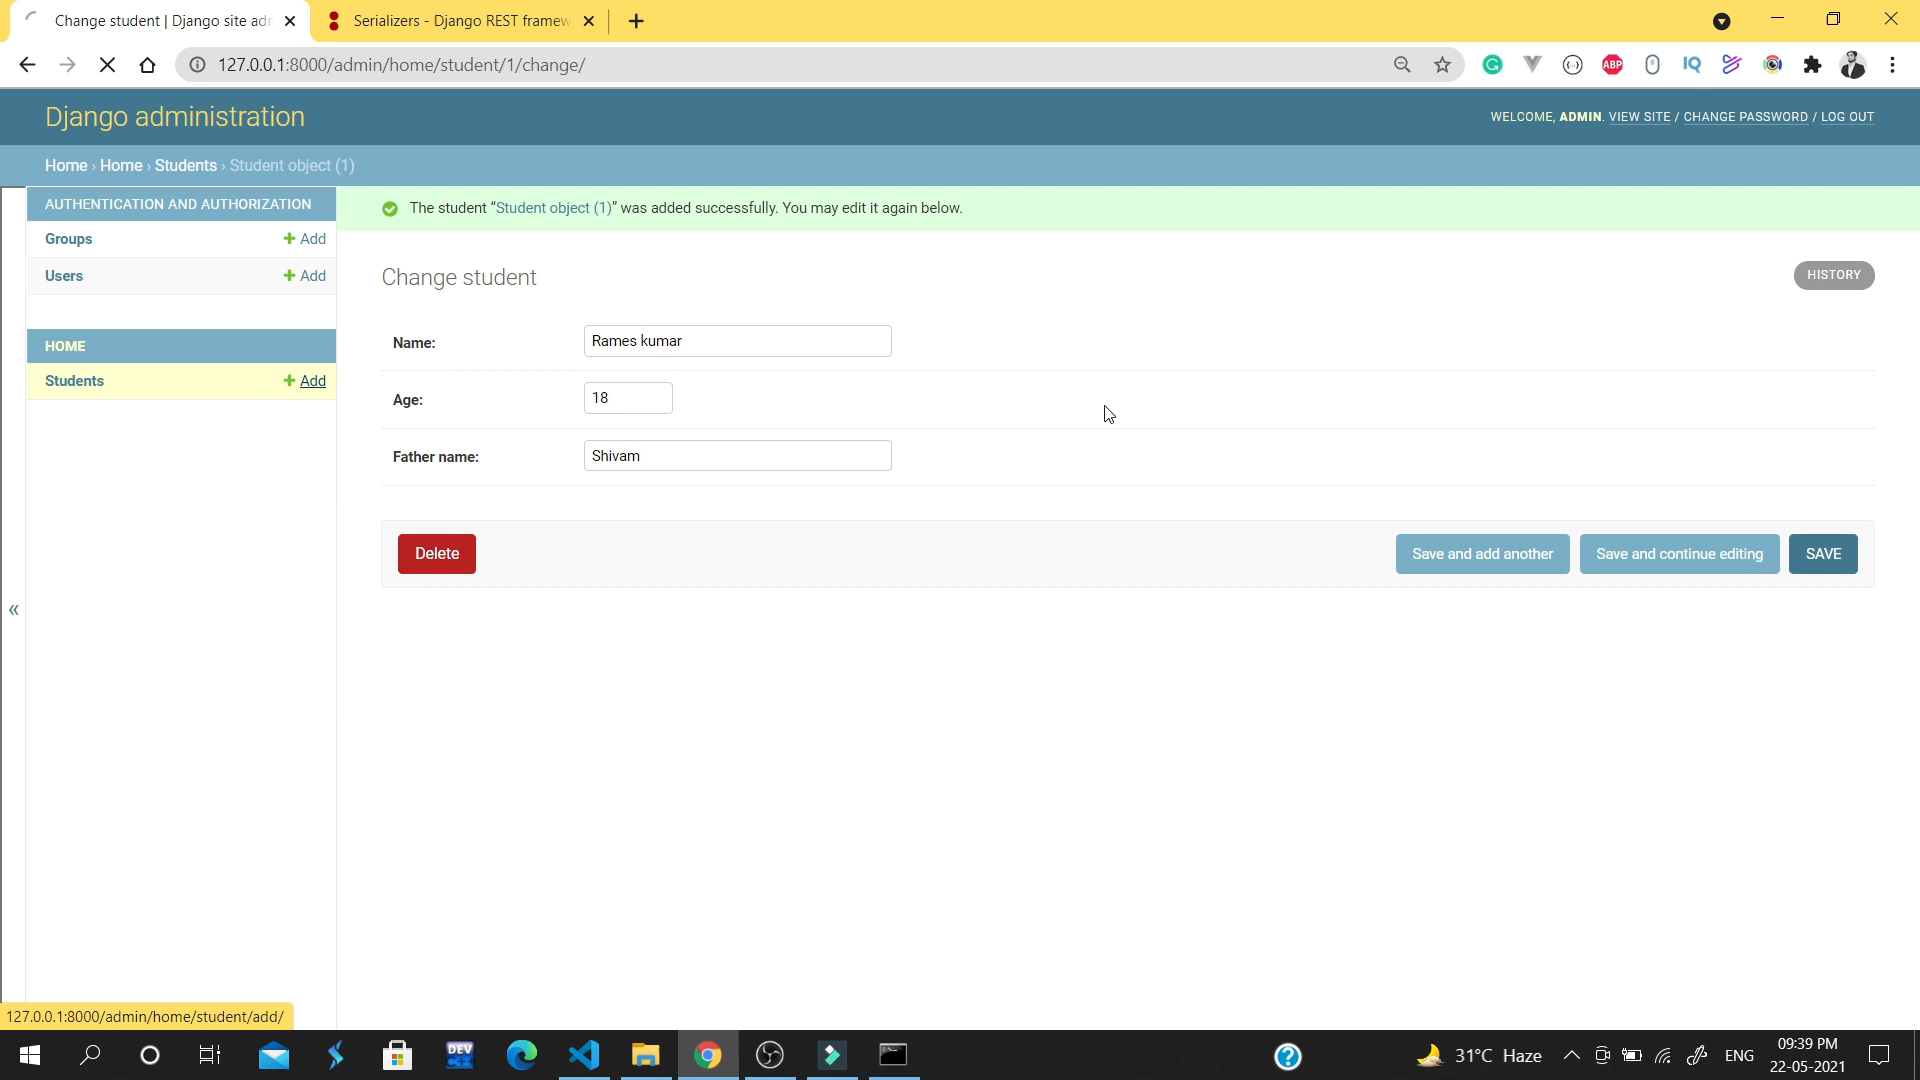 Change student | Django site adm
Serializers - Django REST framew
127.0.0.1:8000/admin/home/student/1/change/
ABP
IQ
Django administration
WELCOME, ADMIN. VIEW SITE / CHANGE PASSWORD / LOG OUT
Home › Home › Students › Student object (1)
AUTHENTICATION AND AUTHORIZATION
Groups
+ Add
Users
+ Add
HOME
Students
+ Add
«
The student “Student object (1)” was added successfully. You may edit it again below.
Change student
HISTORY
Name:
Rames kumar
Age:
18
Father name:
Shivam
Delete
Save and add another
Save and continue editing
SAVE
127.0.0.1:8000/admin/home/student/add/
DEV
31°C Haze
ENG
09:39 PM
22-05-2021